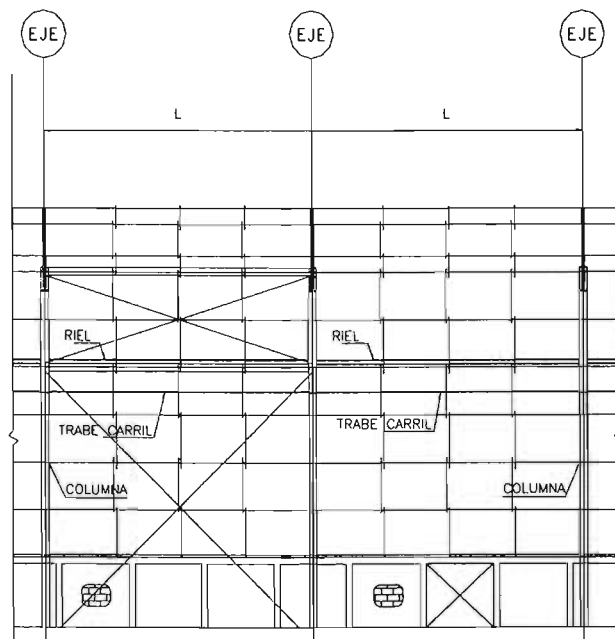 EJE EJE EJE
L L
RIEL RIEL
TRABE CARRIL TRABE CARRIL
COLUMNA COLUMNA